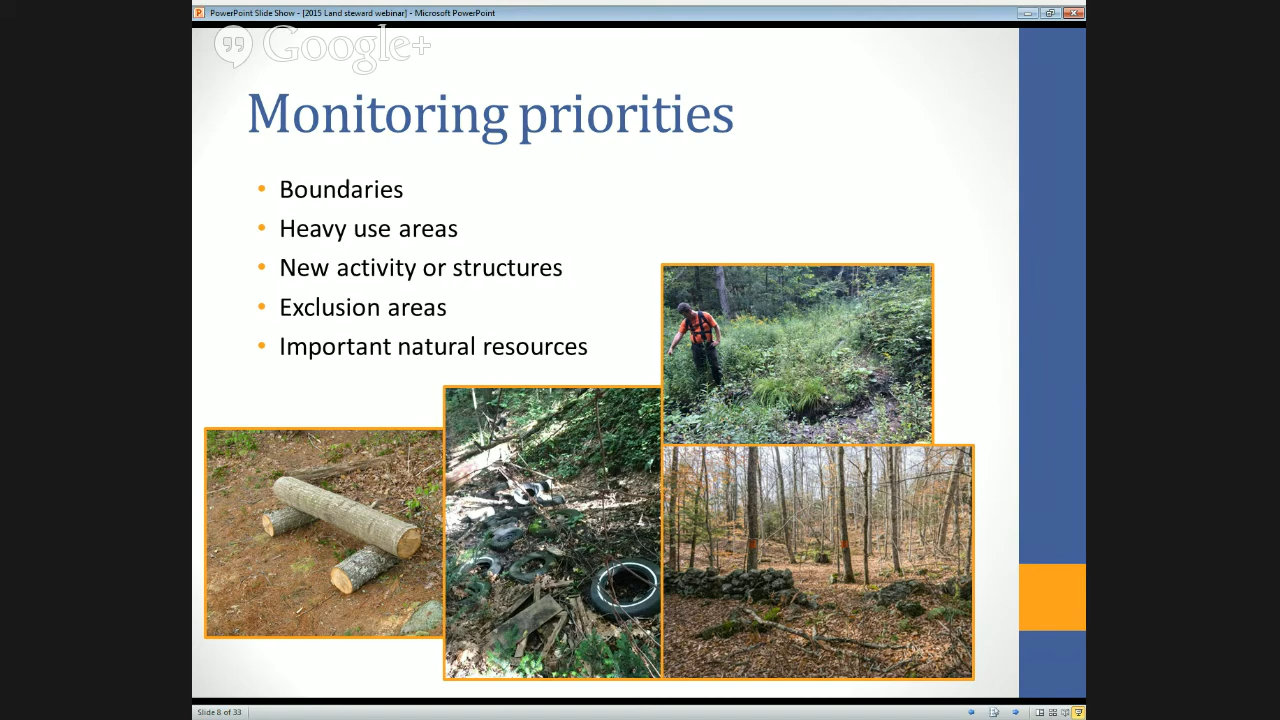 PowerPoint Slide Show - [2015 Land steward webinar] - Microsoft PowerPoint
Google+
Monitoring priorities
• Boundaries
• Heavy use areas
• New activity or structures
• Exclusion areas
• Important natural resources
Slide 8 of 33